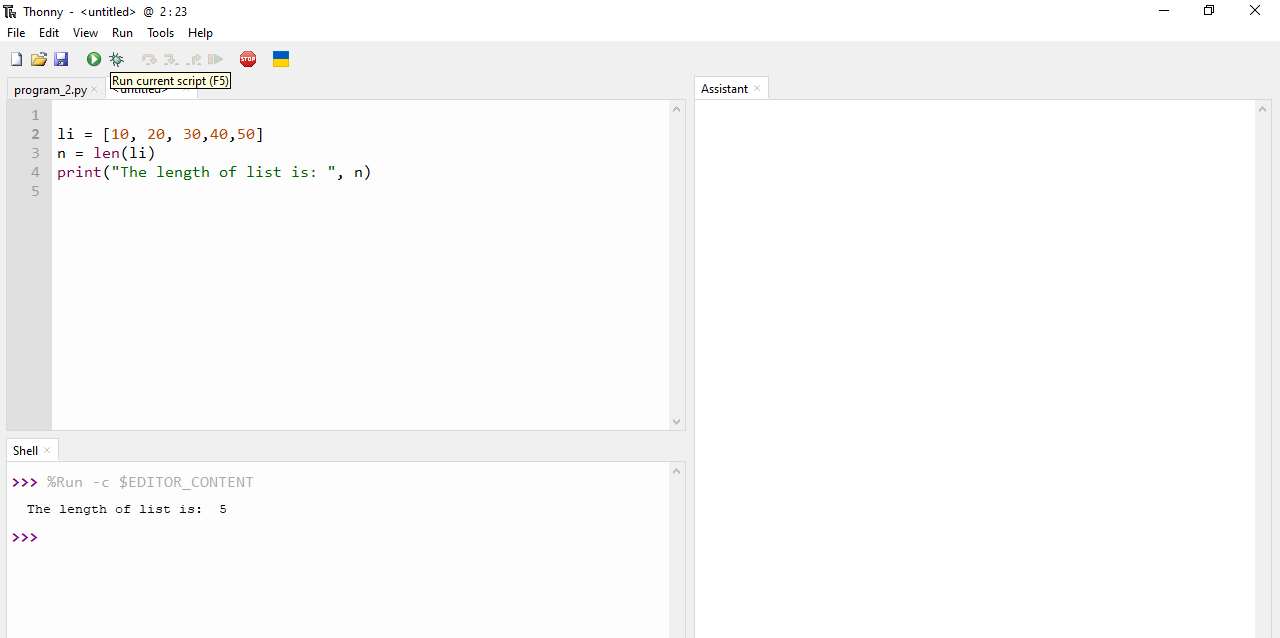 Thonny - <untitled> @ 2:23
File Edit View Run Tools Help
STOP
Run current script (F5)
program_2.py × <untitled> ×
1
2 li = [10, 20, 30,40,50]
3 n = len(li)
4 print("The length of list is: ", n)
5
Shell ×
>>> %Run -c $EDITOR_CONTENT
The length of list is:  5
>>>
Assistant ×